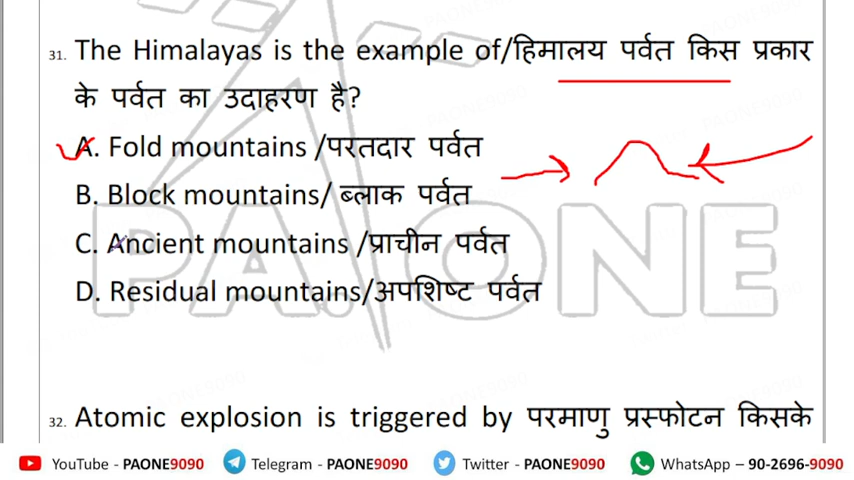 31. The Himalayas is the example of/हिमालय पर्वत किस प्रकार
के पर्वत का उदाहरण है?
A. Fold mountains /परतदार पर्वत
B. Block mountains/ ब्लाक पर्वत
C. Ancient mountains /प्राचीन पर्वत
D. Residual mountains/अपशिष्ट पर्वत
PA.ONE
32. Atomic explosion is triggered by परमाणु प्रस्फोटन किसके
YouTube - PAONE9090 Telegram - PAONE9090 Twitter - PAONE9090 WhatsApp – 90-2696-9090